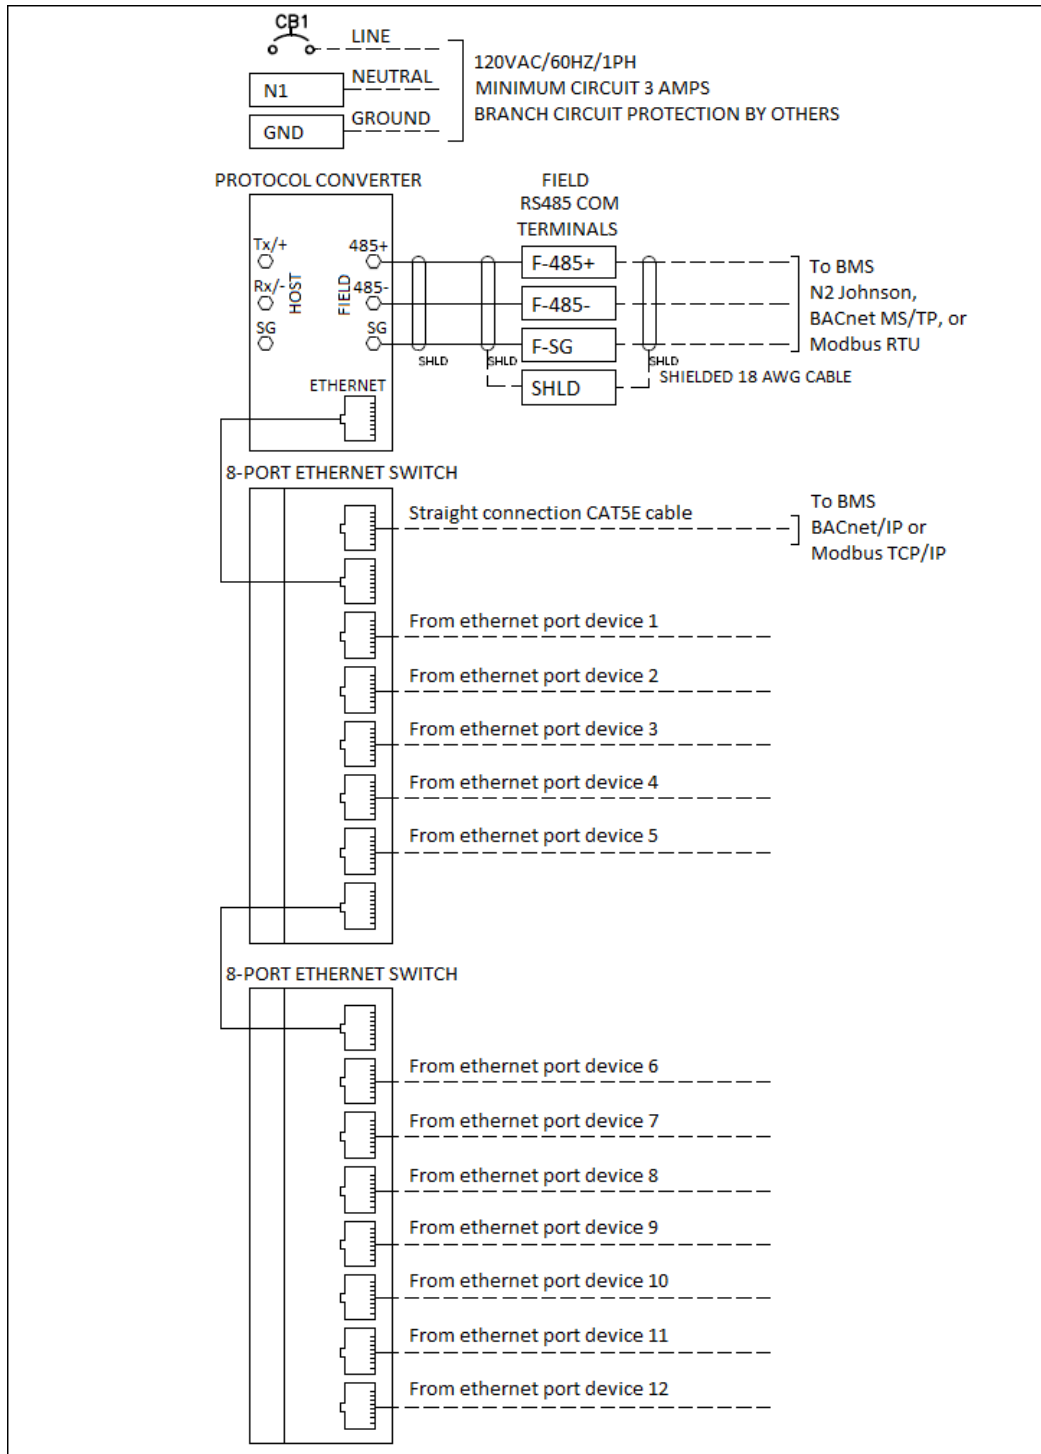 CB1
LINE
120VAC/60HZ/1PH
NEUTRAL
N1
MINIMUM CIRCUIT 3 AMPS
BRANCH CIRCUIT PROTECTION BY OTHERS
GROUND
GND
PROTOCOL CONVERTER
FIELD
RS485 COM
TERMINALS
Tx/+
485+
F-485+
Rx/-
HOST
FIELD
485-
F-485-
SG
SG
F-SG
To BMS
N2 Johnson,
BACnet MS/TP, or
Modbus RTU
SHLD
SHLD
SHLD
SHLD
SHIELDED 18 AWG CABLE
ETHERNET
8-PORT ETHERNET SWITCH
Straight connection CAT5E cable
To BMS
BACnet/IP or
Modbus TCP/IP
From ethernet port device 1
From ethernet port device 2
From ethernet port device 3
From ethernet port device 4
From ethernet port device 5
8-PORT ETHERNET SWITCH
From ethernet port device 6
From ethernet port device 7
From ethernet port device 8
From ethernet port device 9
From ethernet port device 10
From ethernet port device 11
From ethernet port device 12